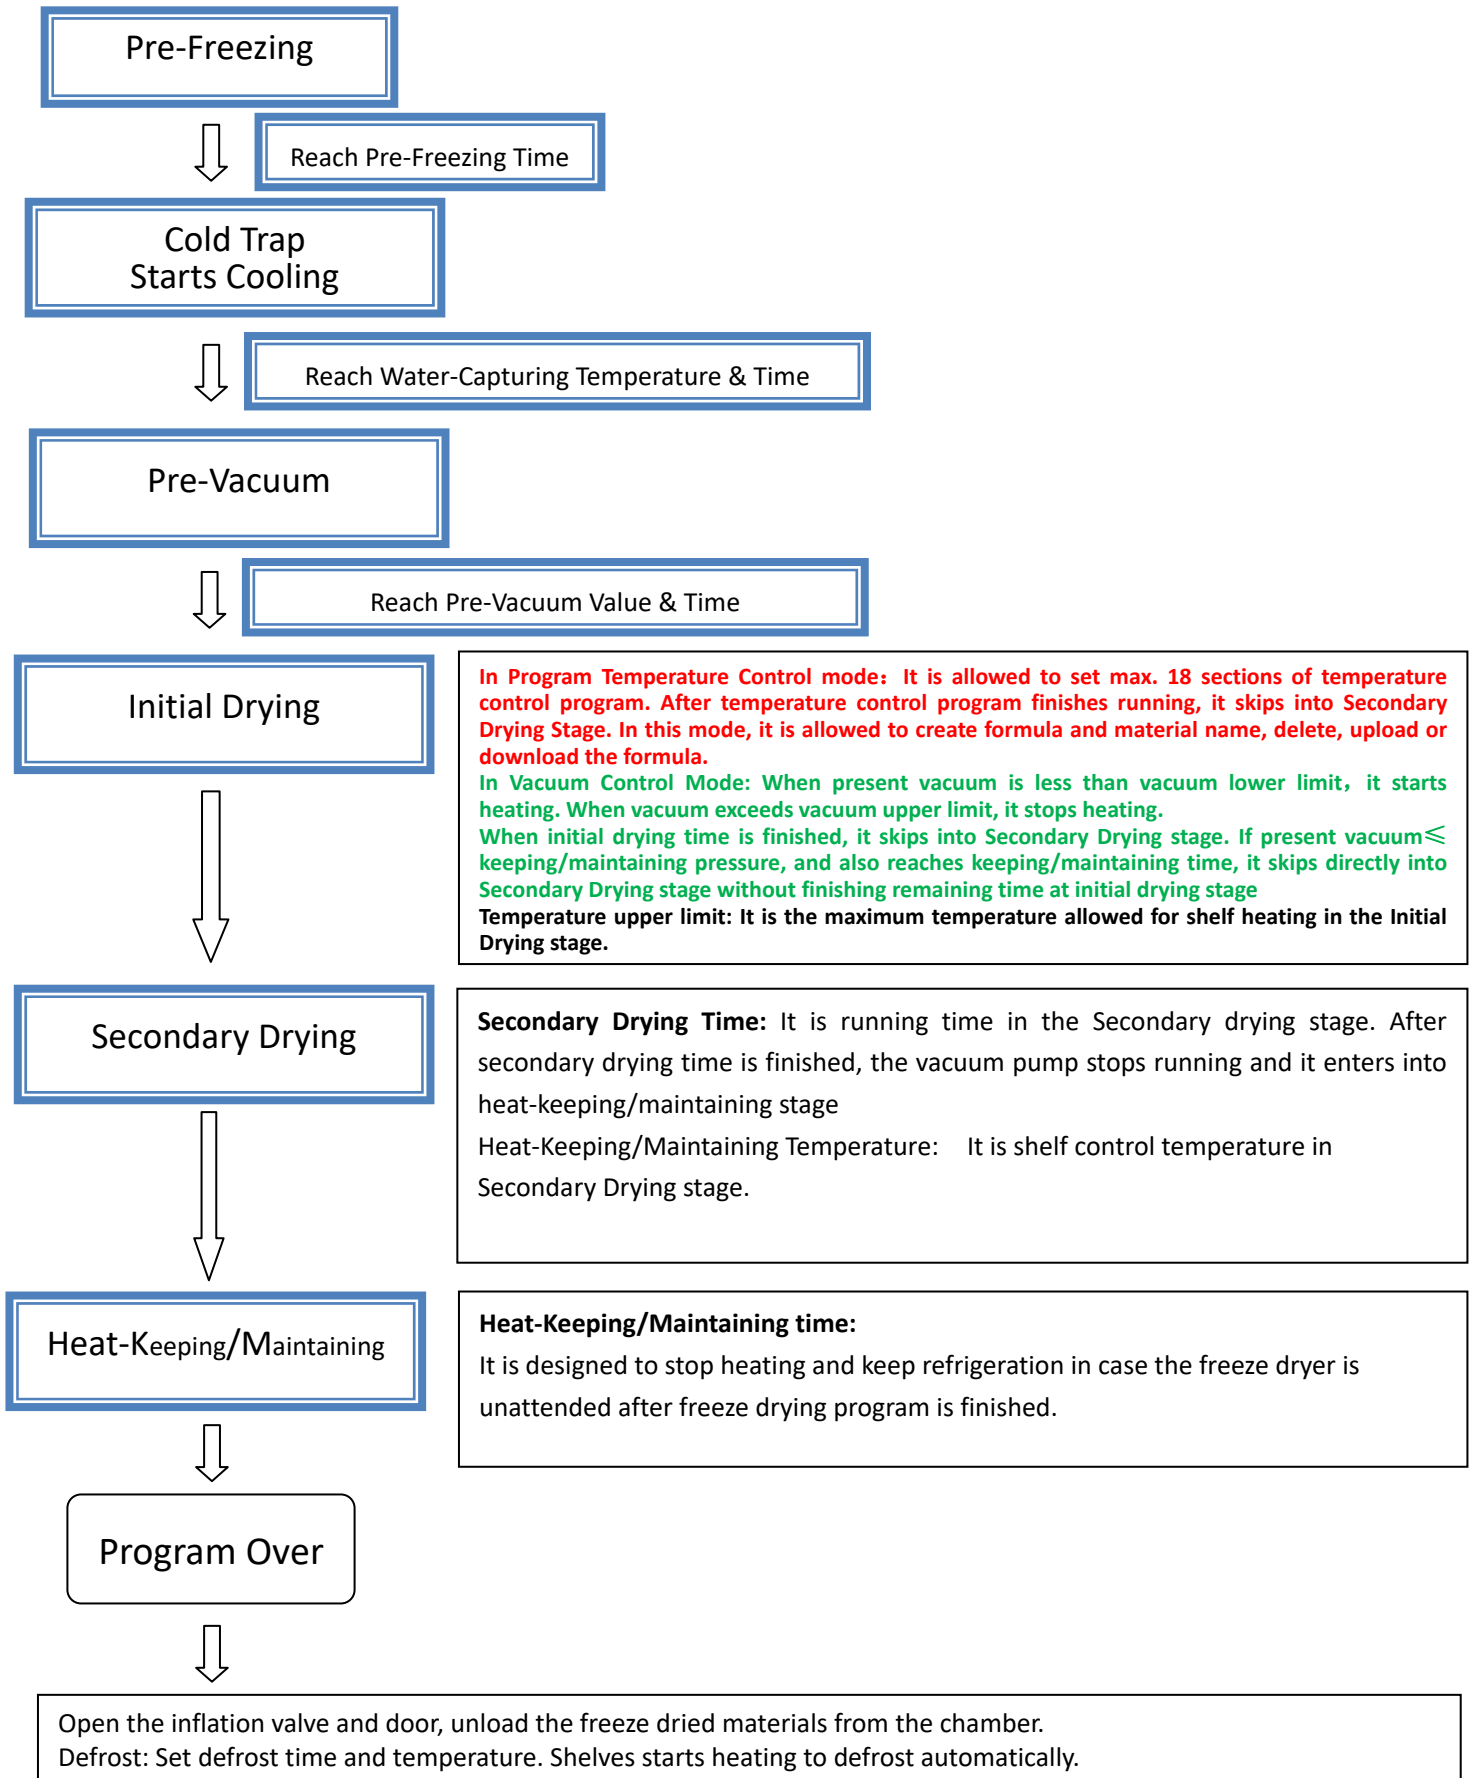 Pre-Freezing
Reach Pre-Freezing Time
Cold Trap
Starts Cooling
Reach Water-Capturing Temperature & Time
Pre-Vacuum
Reach Pre-Vacuum Value & Time
Initial Drying
In Program Temperature Control mode：It is allowed to set max. 18 sections of temperature
control program. After temperature control program finishes running, it skips into Secondary
Drying Stage. In this mode, it is allowed to create formula and material name, delete, upload or
download the formula.
In Vacuum Control Mode: When present vacuum is less than vacuum lower limit，it starts
heating. When vacuum exceeds vacuum upper limit, it stops heating.
When initial drying time is finished, it skips into Secondary Drying stage. If present vacuum≤
keeping/maintaining pressure, and also reaches keeping/maintaining time, it skips directly into
Secondary Drying stage without finishing remaining time at initial drying stage
Temperature upper limit: It is the maximum temperature allowed for shelf heating in the Initial
Drying stage.
Secondary Drying
Secondary Drying Time: It is running time in the Secondary drying stage. After
secondary drying time is finished, the vacuum pump stops running and it enters into
heat-keeping/maintaining stage
Heat-Keeping/Maintaining Temperature: It is shelf control temperature in
Secondary Drying stage.
Heat-Keeping/Maintaining
Heat-Keeping/Maintaining time:
It is designed to stop heating and keep refrigeration in case the freeze dryer is
unattended after freeze drying program is finished.
Program Over
Open the inflation valve and door, unload the freeze dried materials from the chamber.
Defrost: Set defrost time and temperature. Shelves starts heating to defrost automatically.